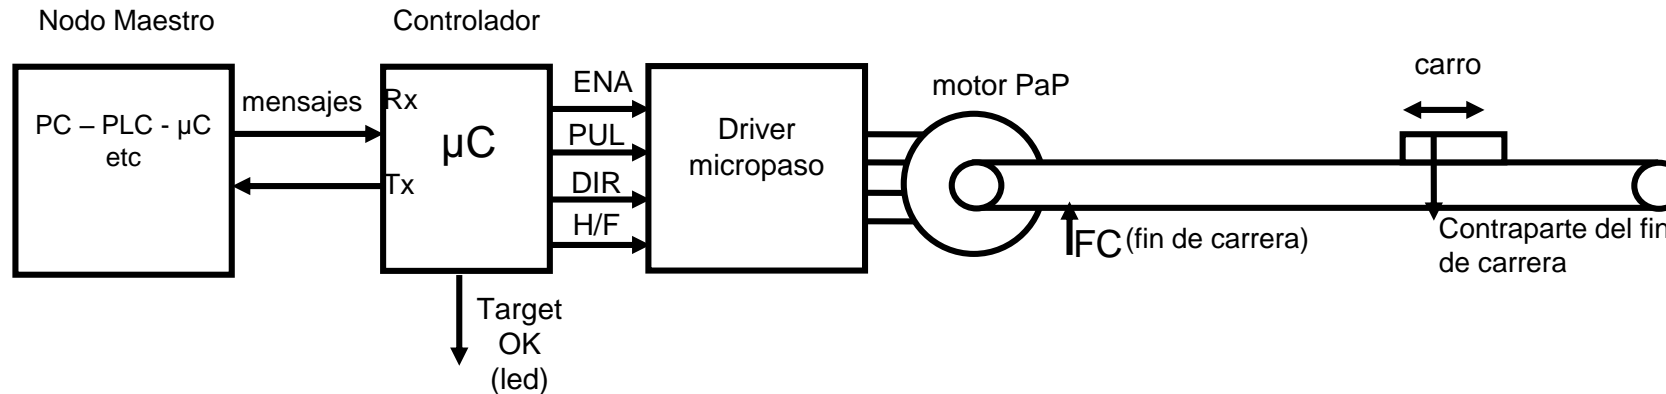 Nodo Maestro
Controlador
PC – PLC - µC
etc
mensajes
Rx
Tx
µC
ENA
PUL
DIR
H/F
Driver
micropaso
motor PaP
carro
FC (fin de carrera)
Contraparte del fin
de carrera
Target
OK
(led)